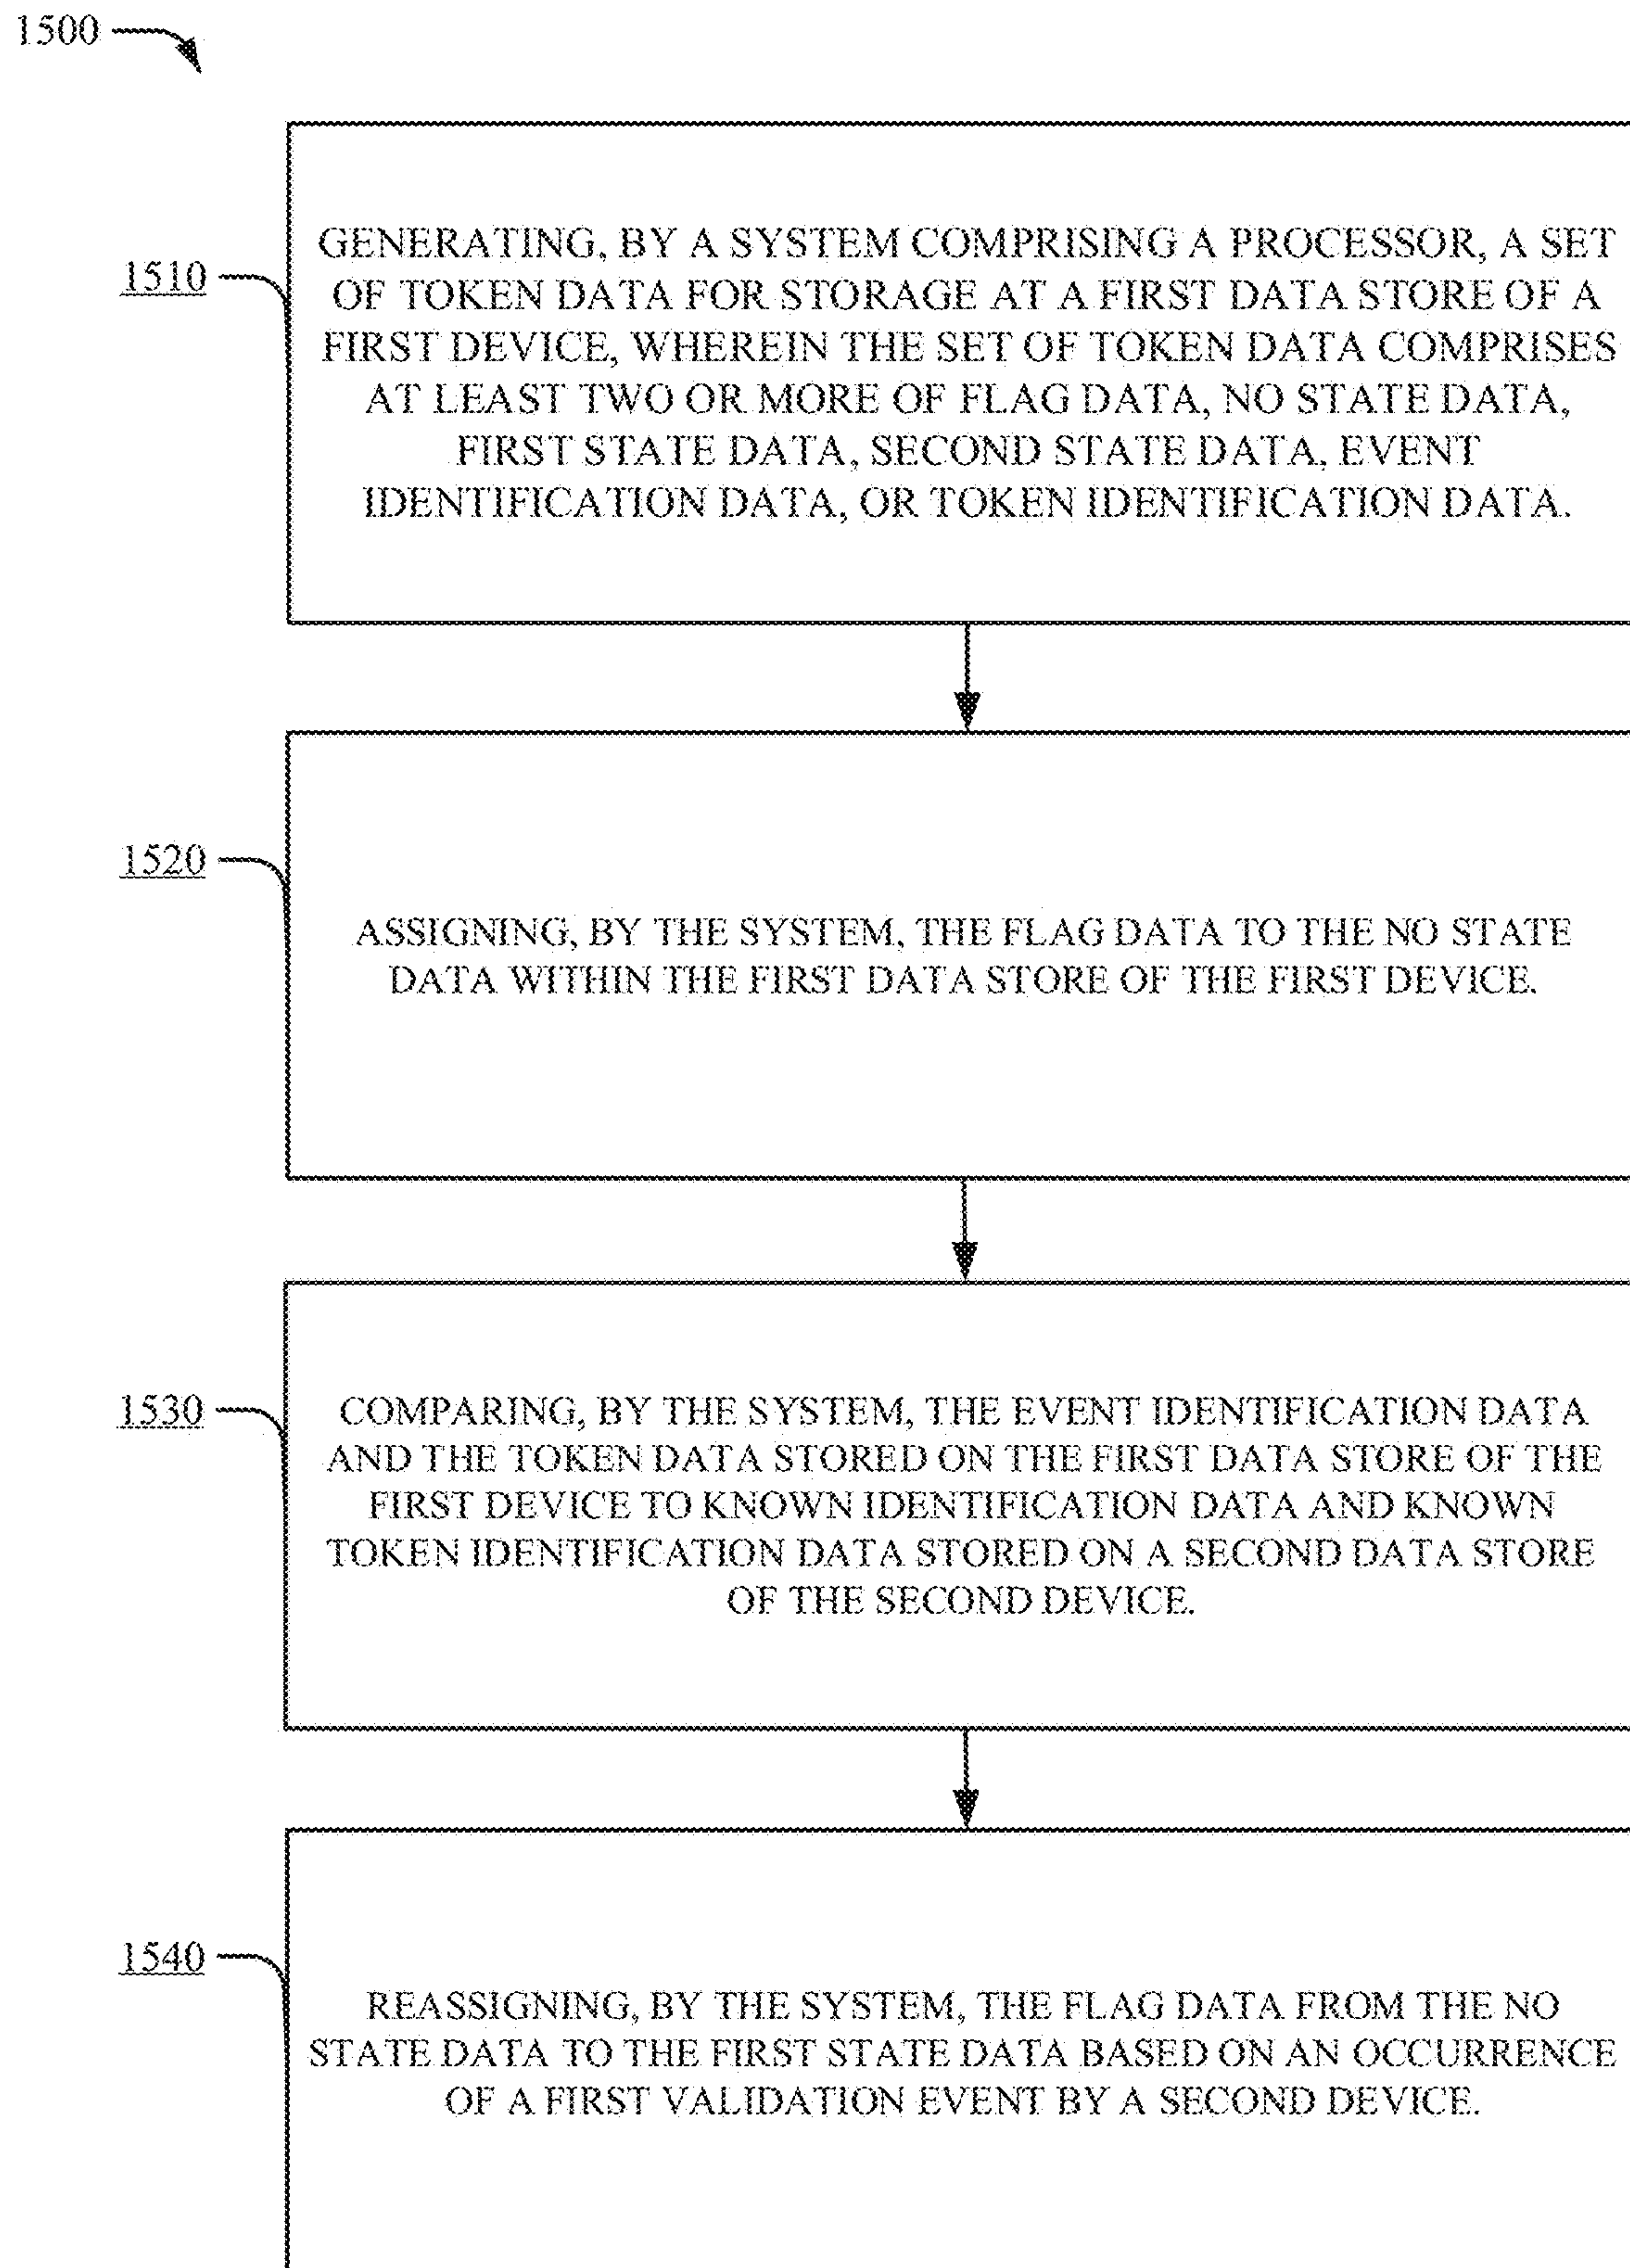 1500
1510
GENERATING, BY A SYSTEM COMPRISING A PROCESSOR, A SET
OF TOKEN DATA FOR STORAGE AT A FIRST DATA STORE OF A
FIRST DEVICE, WHEREIN THE SET OF TOKEN DATA COMPRISES
AT LEAST TWO OR MORE OF FLAG DATA, NO STATE DATA,
FIRST STATE DATA, SECOND STATE DATA, EVENT
IDENTIFICATION DATA, OR TOKEN IDENTIFICATION DATA.
1520
ASSIGNING, BY THE SYSTEM, THE FLAG DATA TO THE NO STATE
DATA WITHIN THE FIRST DATA STORE OF THE FIRST DEVICE.
1530
COMPARING, BY THE SYSTEM, THE EVENT IDENTIFICATION DATA
AND THE TOKEN DATA STORED ON THE FIRST DATA STORE OF THE
FIRST DEVICE TO KNOWN IDENTIFICATION DATA AND KNOWN
TOKEN IDENTIFICATION DATA STORED ON A SECOND DATA STORE
OF THE SECOND DEVICE.
1540
REASSIGNING, BY THE SYSTEM, THE FLAG DATA FROM THE NO
STATE DATA TO THE FIRST STATE DATA BASED ON AN OCCURRENCE
OF A FIRST VALIDATION EVENT BY A SECOND DEVICE.